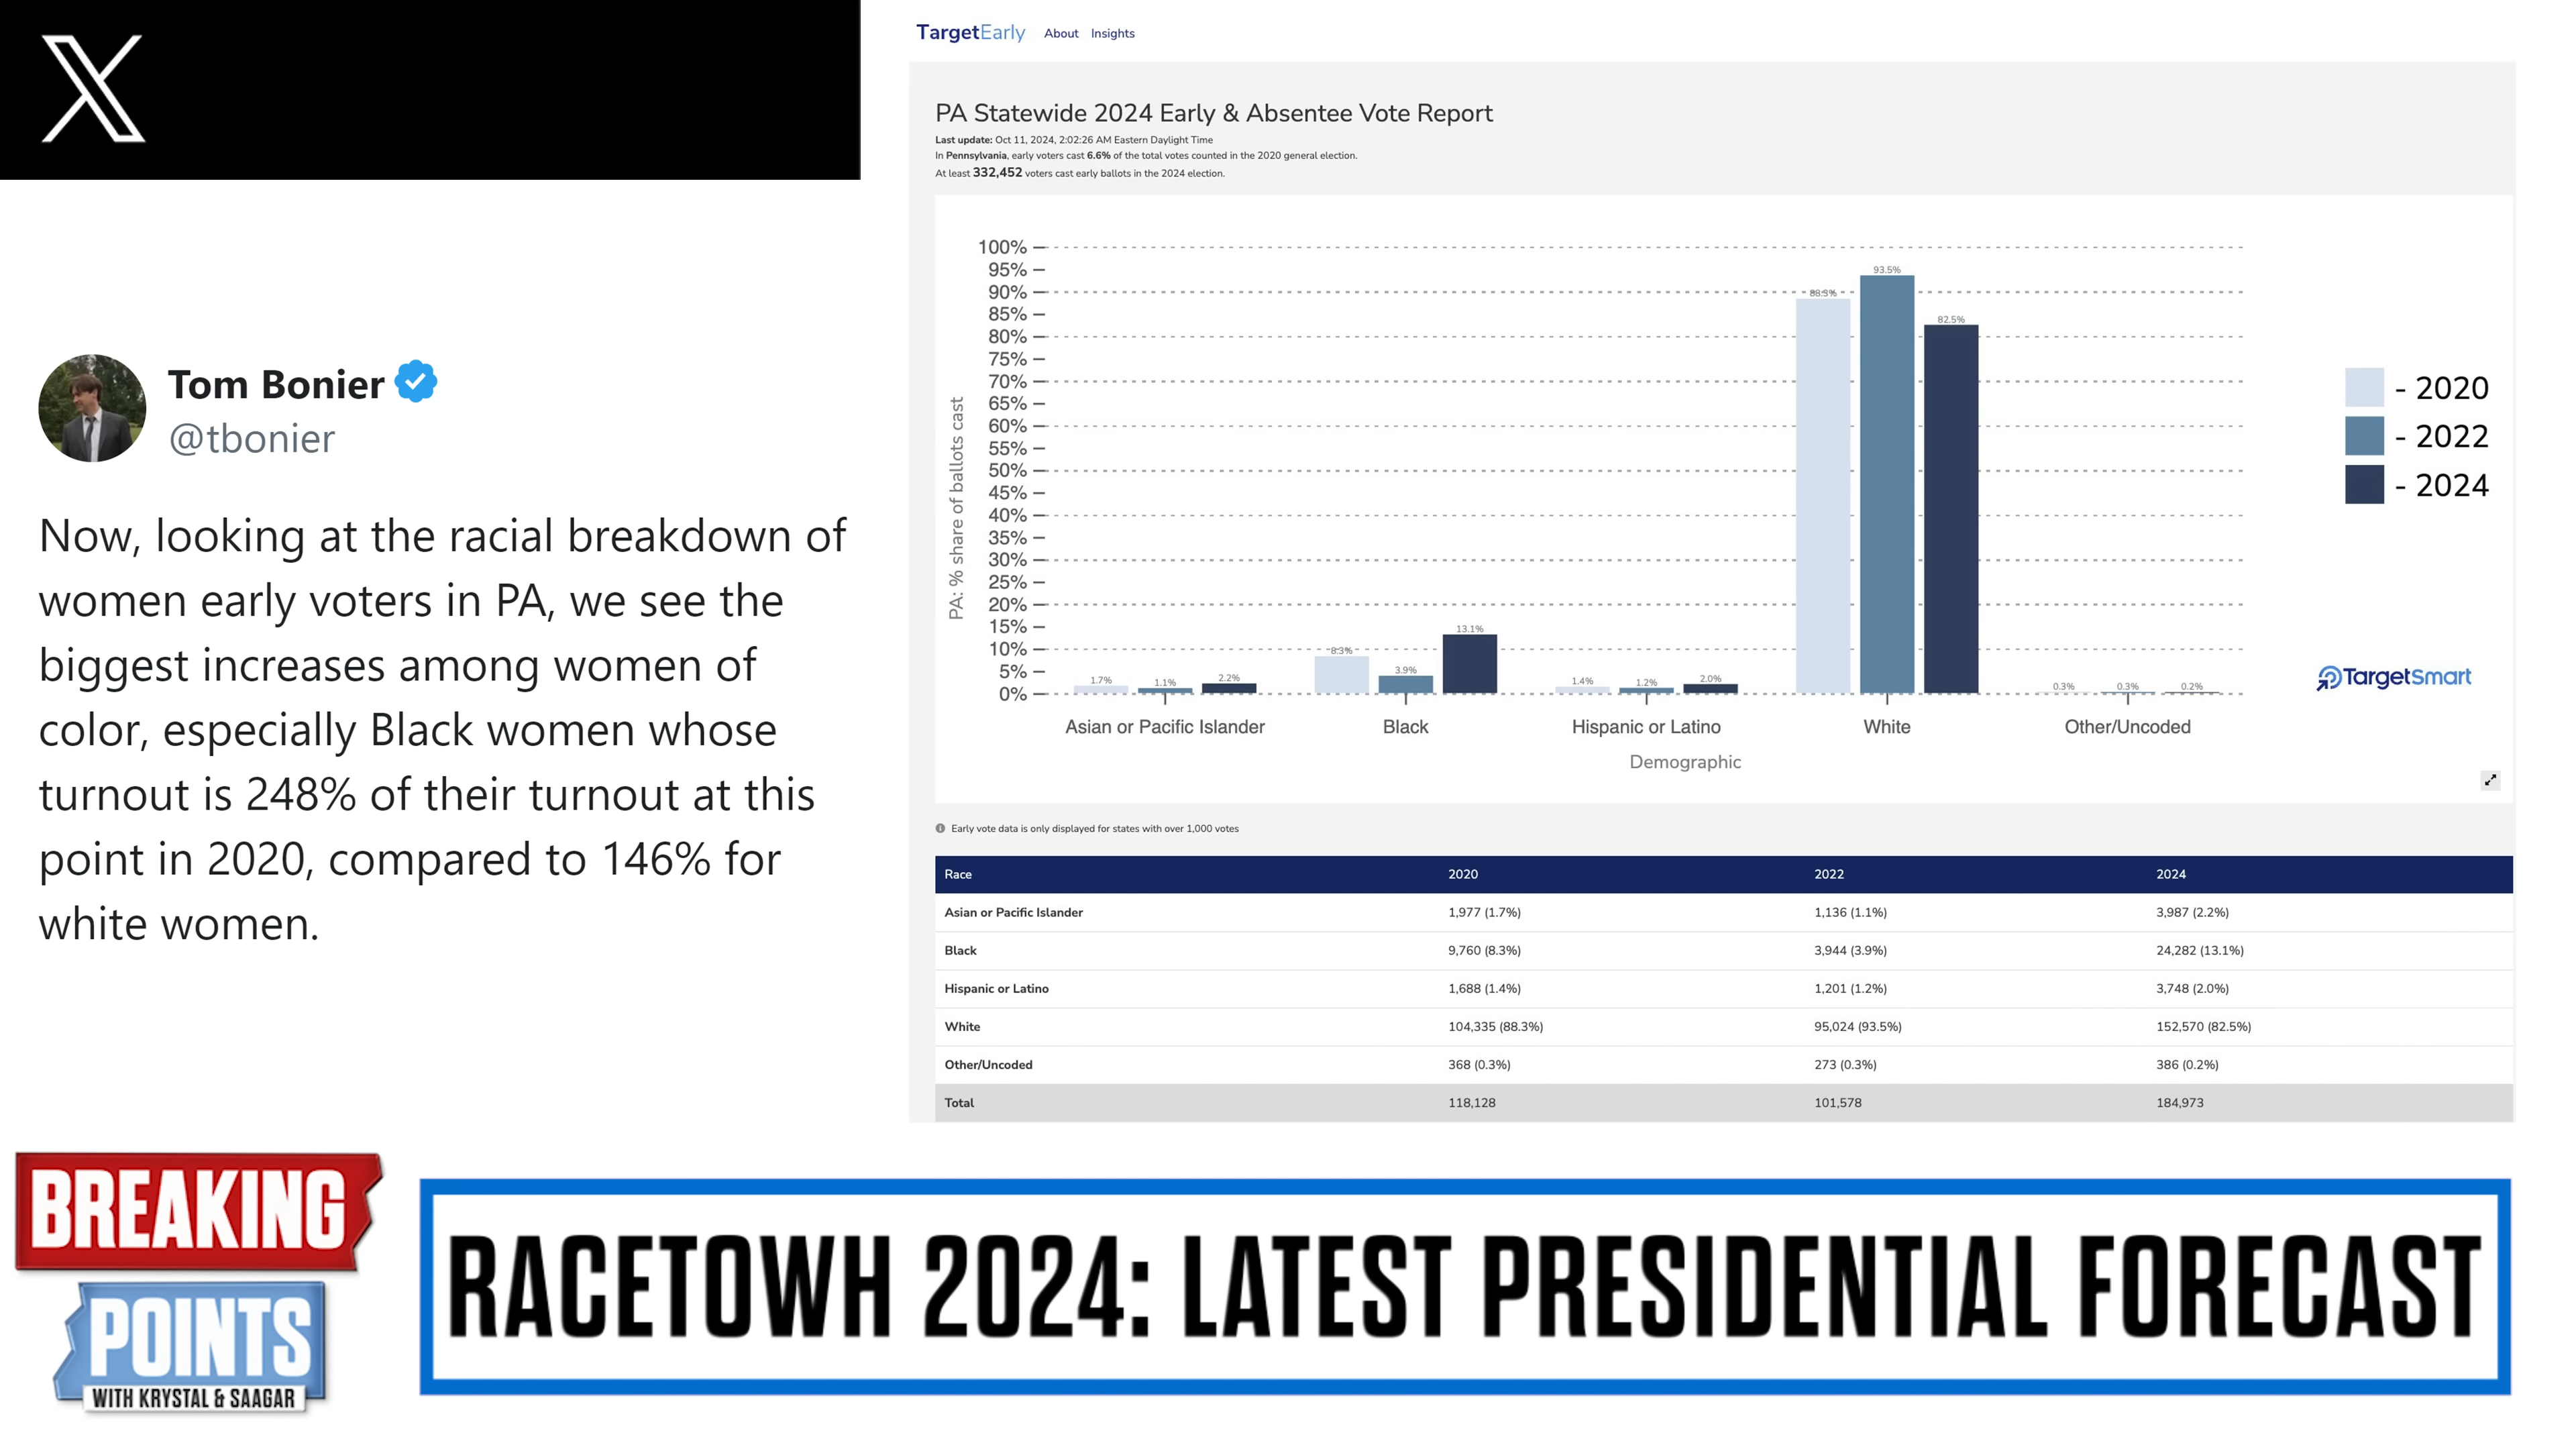 TargetEarly About Insights
PA Statewide 2024 Early & Absentee Vote Report
Last update: Oct 11, 2024, 2:02:26 AM Eastern Daylight Time
In Pennsylvania, early voters cast 6.6% of the total votes counted in the 2020 general election.
At least 332,452 voters cast early ballots in the 2024 election.
Tom Bonier
@tbonier
Now, looking at the racial breakdown of
women early voters in PA, we see the
biggest increases among women of
color, especially Black women whose
turnout is 248% of their turnout at this
point in 2020, compared to 146% for
white women.
PA: % share of ballots cast
100%
95%
90%
85%
80%
75%
70%
65%
60%
55%
50%
45%
40%
35%
30%
25%
20%
15%
10%
5%
0%
1.7% 1.1% 2.2%
8.3% 3.9% 13.1%
1.4% 1.2% 2.0%
88.3% 93.5% 82.5%
0.3% 0.3% 0.2%
Asian or Pacific Islander Black Hispanic or Latino White Other/Uncoded
Demographic
- 2020
- 2022
- 2024
TargetSmart
Early vote data is only displayed for states with over 1,000 votes
Race 2020 2022 2024
Asian or Pacific Islander 1,977 (1.7%) 1,136 (1.1%) 3,987 (2.2%)
Black 9,760 (8.3%) 3,944 (3.9%) 24,282 (13.1%)
Hispanic or Latino 1,688 (1.4%) 1,201 (1.2%) 3,748 (2.0%)
White 104,335 (88.3%) 95,024 (93.5%) 152,570 (82.5%)
Other/Uncoded 368 (0.3%) 273 (0.3%) 386 (0.2%)
Total 118,128 101,578 184,973
BREAKING
POINTS
WITH KRYSTAL & SAAGAR
RACETOWH 2024: LATEST PRESIDENTIAL FORECAST